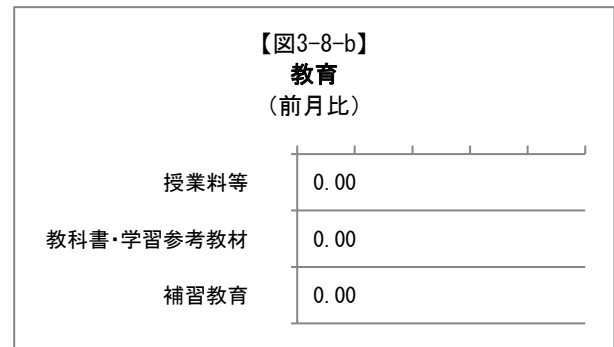 【図3-8-b】
教育
（前月比）
授業料等 0.00
教科書・学習参考教材 0.00
補習教育 0.00